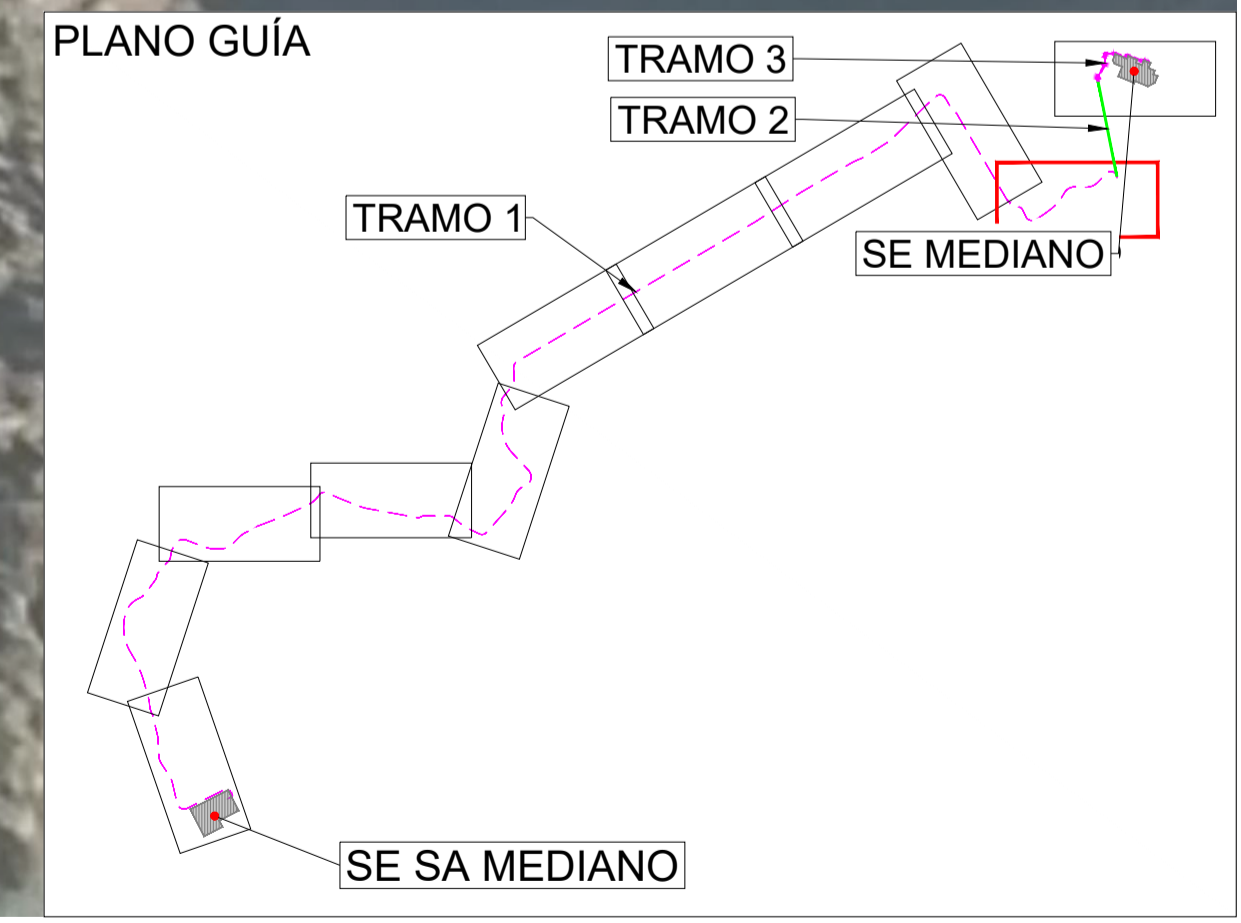 PLANO GUÍA
TRAMO 3
TRAMO 2
TRAMO 1
SE MEDIANO
SE SA MEDIANO